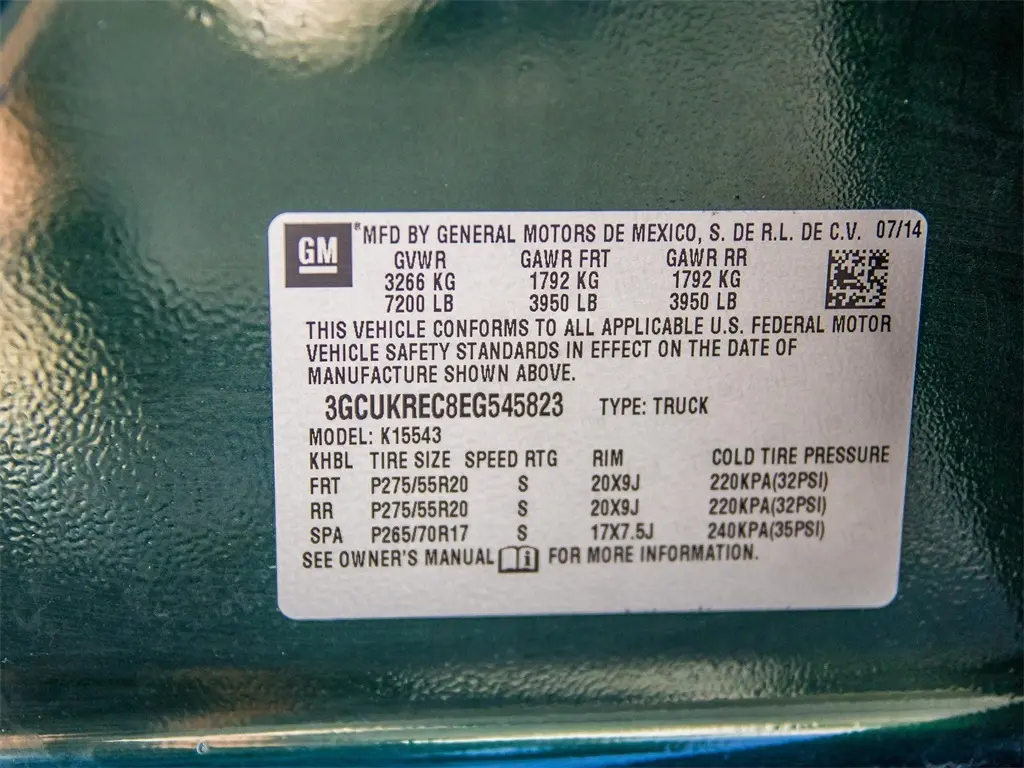 GM ® MFD BY GENERAL MOTORS DE MEXICO, S. DE R.L. DE C.V. 07/14
GVWR GAWR FRT GAWR RR
3266 KG 1792 KG 1792 KG
7200 LB 3950 LB 3950 LB
THIS VEHICLE CONFORMS TO ALL APPLICABLE U.S. FEDERAL MOTOR
VEHICLE SAFETY STANDARDS IN EFFECT ON THE DATE OF
MANUFACTURE SHOWN ABOVE.
3GCUKREC8EG545823 TYPE: TRUCK
MODEL: K15543
KHBL TIRE SIZE SPEED RTG RIM COLD TIRE PRESSURE
FRT P275/55R20 S 20X9J 220KPA(32PSI)
RR P275/55R20 S 20X9J 220KPA(32PSI)
SPA P265/70R17 S 17X7.5J 240KPA(35PSI)
SEE OWNER'S MANUAL i FOR MORE INFORMATION.